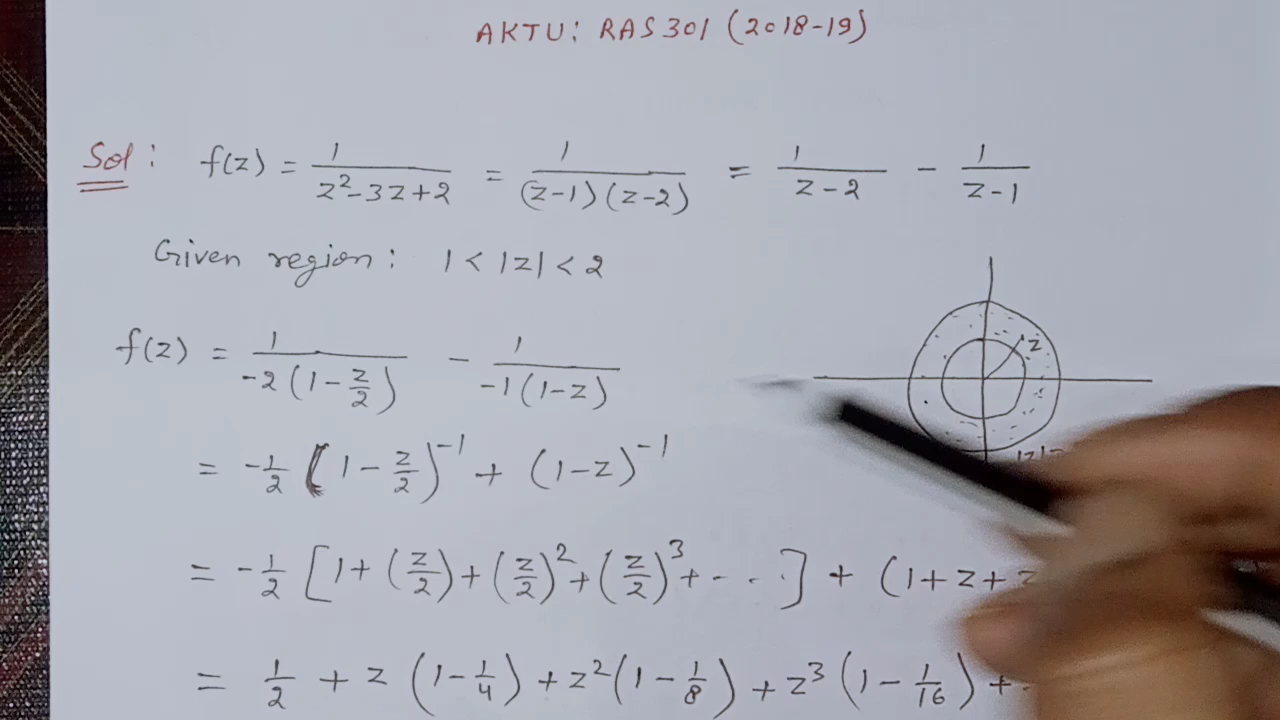 AKTU: RAS301 (2018-19)
Sol: f(z) = 1/(z²-3z+2) = 1/((z-1)(z-2)) = 1/(z-2) - 1/(z-1)
Given region: 1 < |z| < 2
z
f(z) = 1/(-2(1-z/2)) - 1/(-1(1-z))
= -1/2 (1-z/2)⁻¹ + (1-z)⁻¹
|z|=
= -1/2 [1+(z/2)+(z/2)²+(z/2)³+...] + (1+z+
= 1/2 + z(1-1/4) + z²(1-1/8) + z³(1-1/16) +